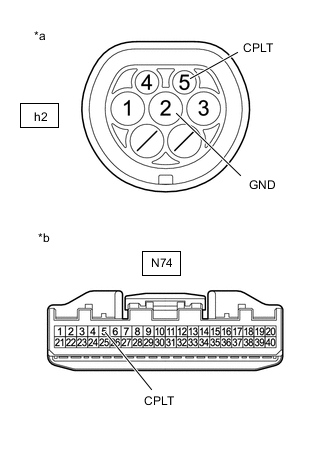 *a
CPLT
4 5
h2
1 2 3
GND
*b
N74
1 2 3 4 5 6 7 8 9 10 11 12 13 14 15 16 17 18 19 20
21 22 23 24 25 26 27 28 29 30 31 32 33 34 35 36 37 38 39 40
CPLT